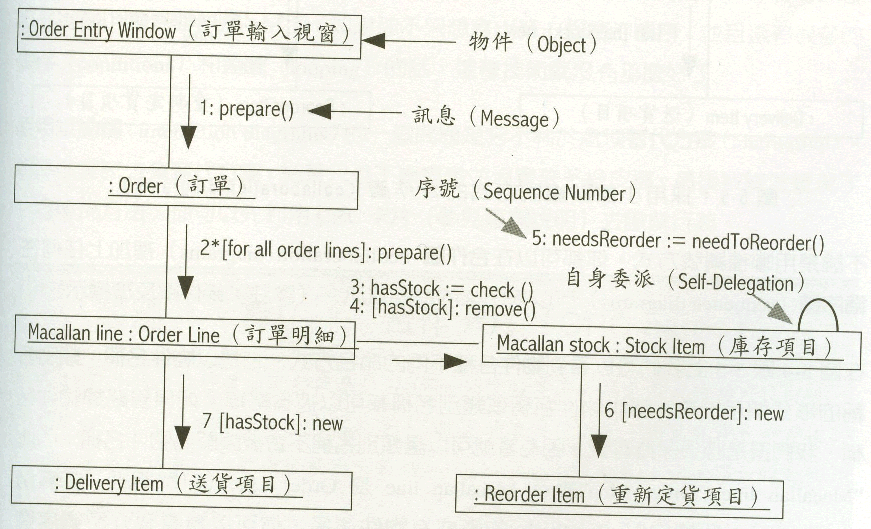 : Order Entry Window (訂單輸入視窗)
物件 (Object)
1: prepare()
訊息 (Message)
: Order (訂單)
序號 (Sequence Number)
5: needsReorder := needToReorder()
2*[for all order lines]: prepare()
自身委派 (Self-Delegation)
3: hasStock := check ()
4: [hasStock]: remove()
Macallan line : Order Line (訂單明細)
Macallan stock : Stock Item (庫存項目)
7 [hasStock]: new
6 [needsReorder]: new
: Delivery Item (送貨項目)
: Reorder Item (重新定貨項目)